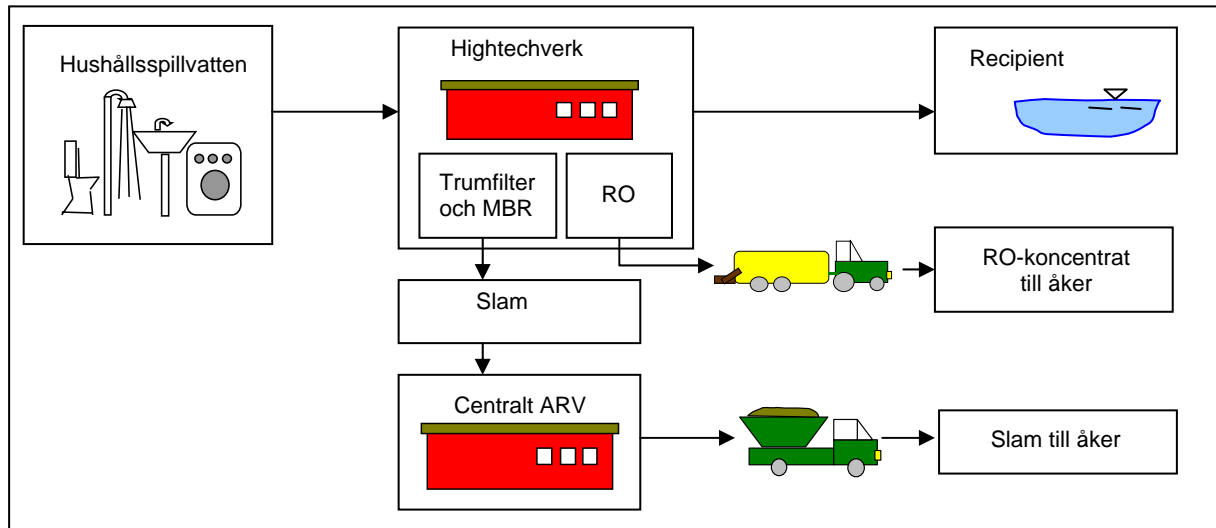 Hushållsspillvatten
Hightechverk
Recipient
Trumfilter
och MBR
RO
RO-koncentrat
till åker
Slam
Centralt ARV
Slam till åker